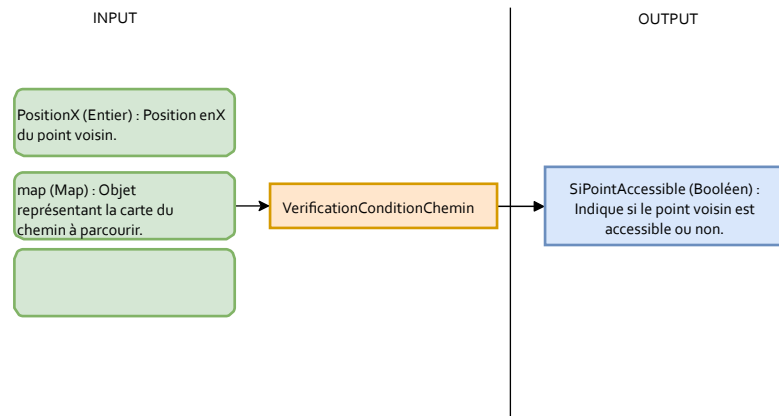 INPUT
OUTPUT
PositionX (Entier) : Position enX
du point voisin.
map (Map) : Objet
représentant la carte du
chemin à parcourir.
VerificationConditionChemin
SiPointAccessible (Booléen) :
Indique si le point voisin est
accessible ou non.